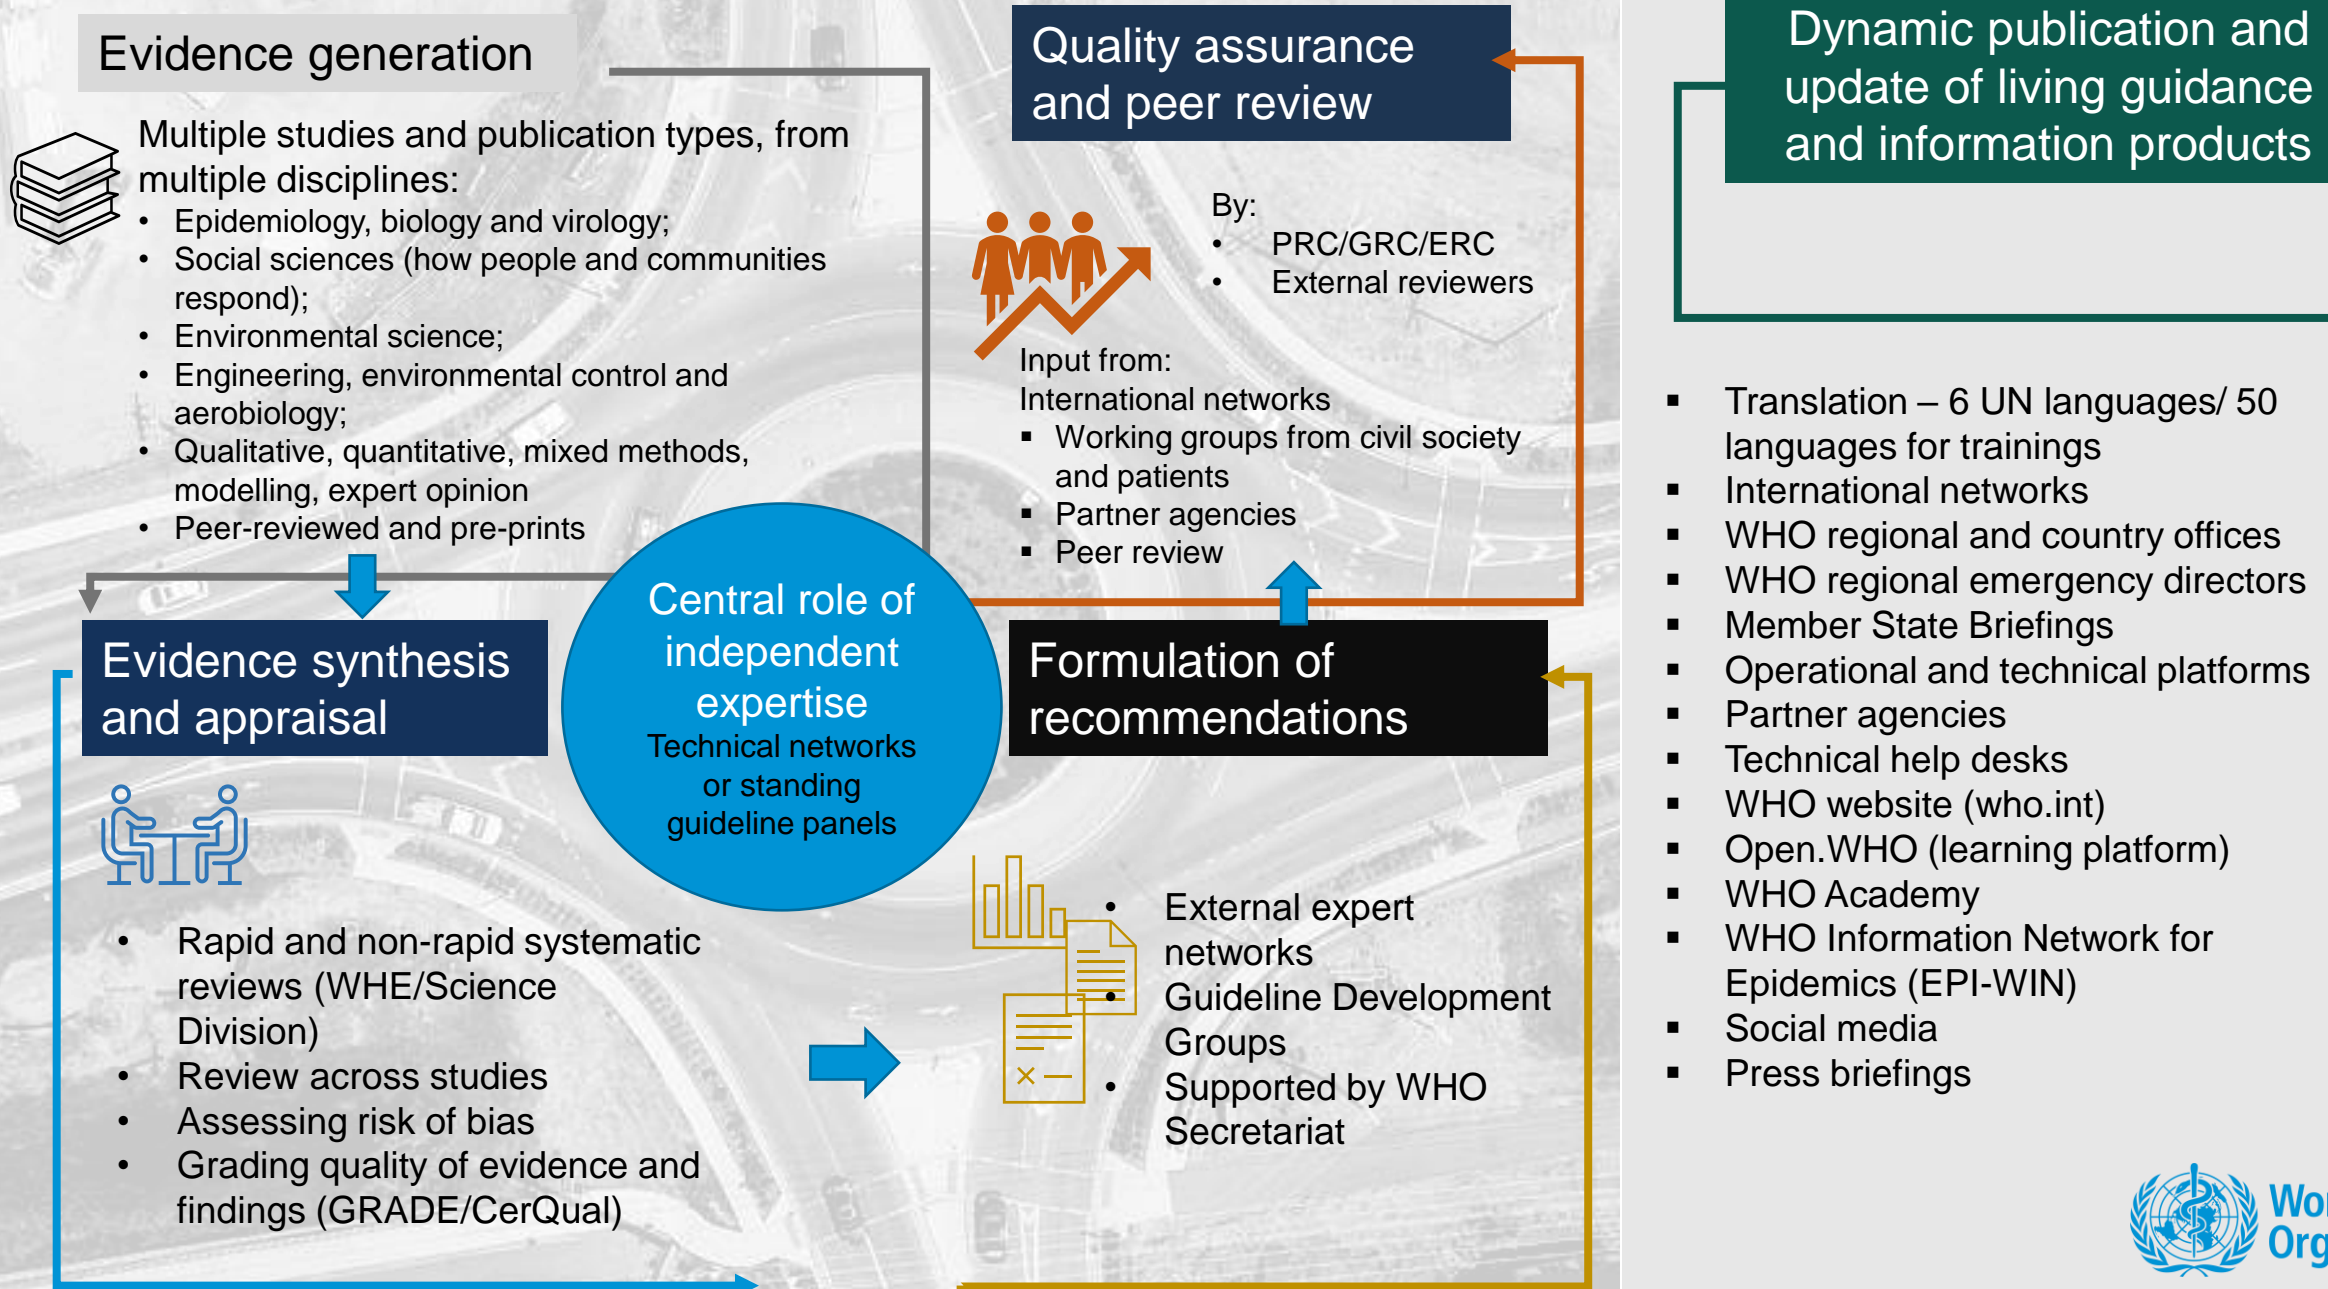 Evidence generation
Multiple studies and publication types, from
multiple disciplines:
• Epidemiology, biology and virology;
• Social sciences (how people and communities
respond);
• Environmental science;
• Engineering, environmental control and
aerobiology;
• Qualitative, quantitative, mixed methods,
modelling, expert opinion
• Peer-reviewed and pre-prints
Evidence synthesis
and appraisal
• Rapid and non-rapid systematic
reviews (WHE/Science
Division)
• Review across studies
• Assessing risk of bias
• Grading quality of evidence and
findings (GRADE/CerQual)
Central role of
independent
expertise
Technical networks
or standing
guideline panels
Quality assurance
and peer review
By:
• PRC/GRC/ERC
• External reviewers
Input from:
International networks
▪ Working groups from civil society
and patients
▪ Partner agencies
▪ Peer review
Formulation of
recommendations
• External expert
networks
• Guideline Development
Groups
• Supported by WHO
Secretariat
Dynamic publication and
update of living guidance
and information products
▪ Translation – 6 UN languages/ 50
languages for trainings
▪ International networks
▪ WHO regional and country offices
▪ WHO regional emergency directors
▪ Member State Briefings
▪ Operational and technical platforms
▪ Partner agencies
▪ Technical help desks
▪ WHO website (who.int)
▪ Open.WHO (learning platform)
▪ WHO Academy
▪ WHO Information Network for
Epidemics (EPI-WIN)
▪ Social media
▪ Press briefings